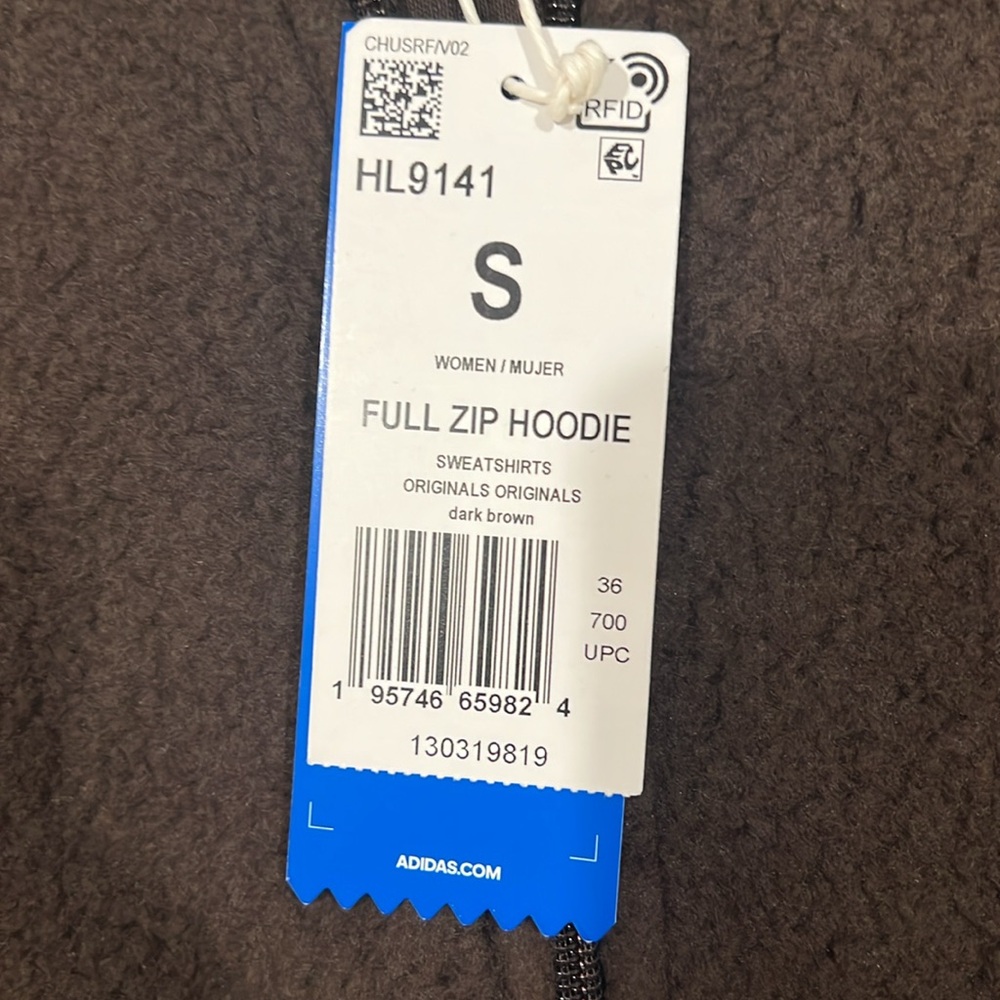 CHUSRF/V02
RFID
EPC
HL9141
S
WOMEN / MUJER
FULL ZIP HOODIE
SWEATSHIRTS
ORIGINALS ORIGINALS
dark brown
36
700
UPC
1 95746 65982 4
130319819
ADIDAS.COM